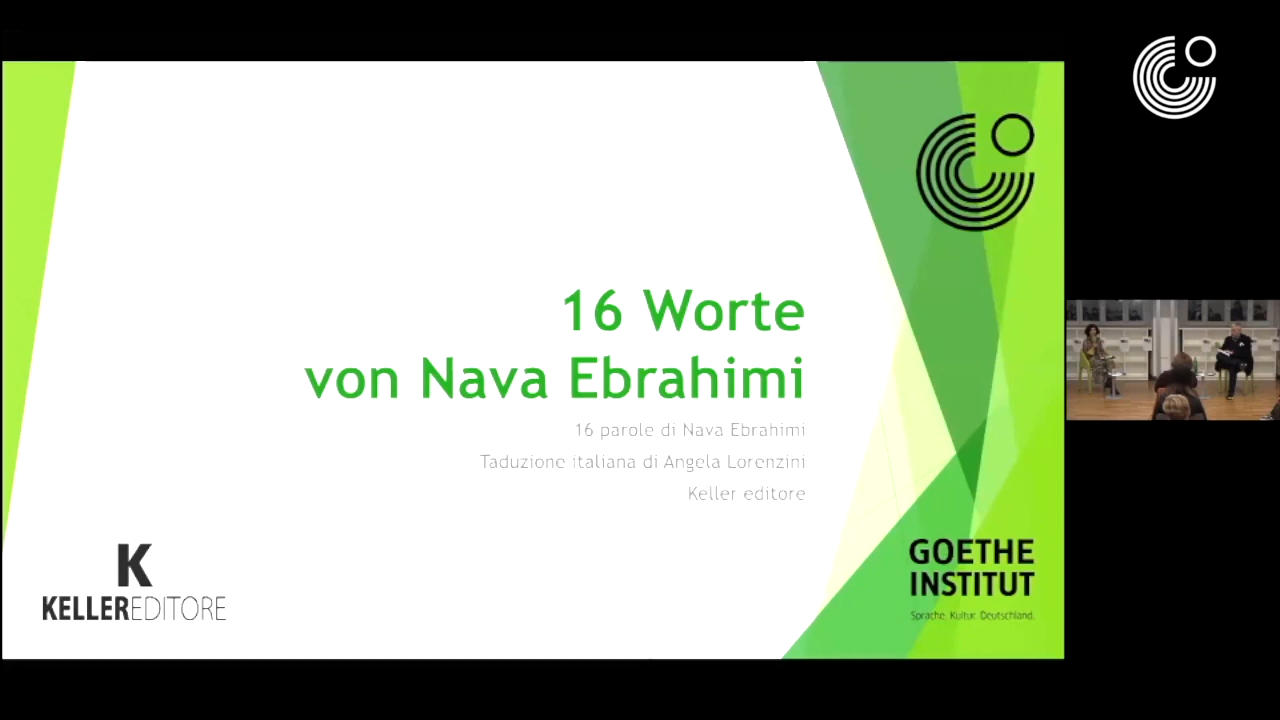 16 Worte
von Nava Ebrahimi
16 parole di Nava Ebrahimi
Taduzione italiana di Angela Lorenzini
Keller editore
K
KELLEREDITORE
GOETHE
INSTITUT
Sprache. Kultur. Deutschland.